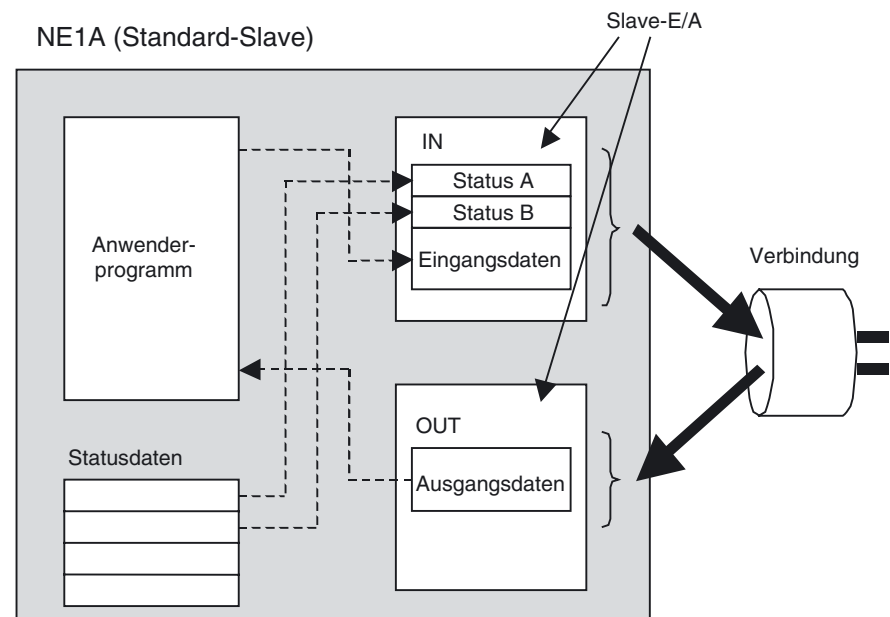 Slave-E/A
NE1A (Standard-Slave)
IN
Status A
Status B
Eingangsdaten
Anwender-
programm
Verbindung
OUT
Ausgangsdaten
Statusdaten